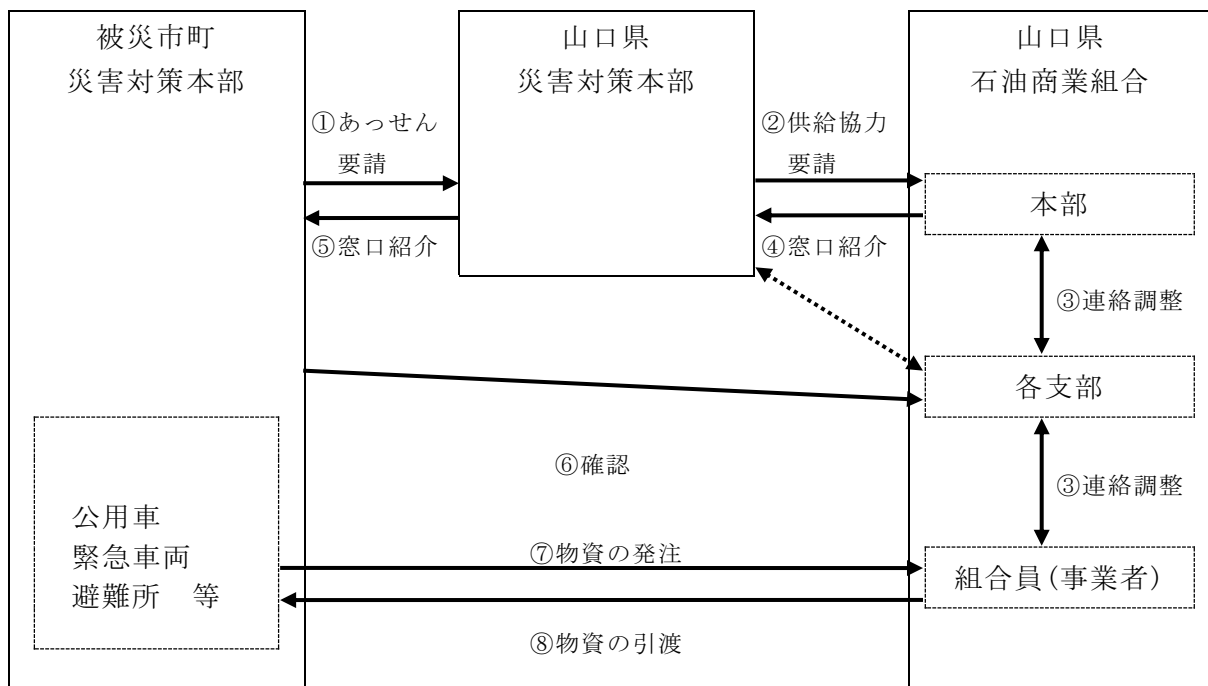 被災市町
災害対策本部
山口県
災害対策本部
山口県
石油商業組合
①あっせん
要請
②供給協力
要請
本部
⑤窓口紹介
④窓口紹介
③連絡調整
各支部
⑥確認
③連絡調整
公用車
緊急車両
避難所　等
⑦物資の発注
組合員(事業者)
⑧物資の引渡